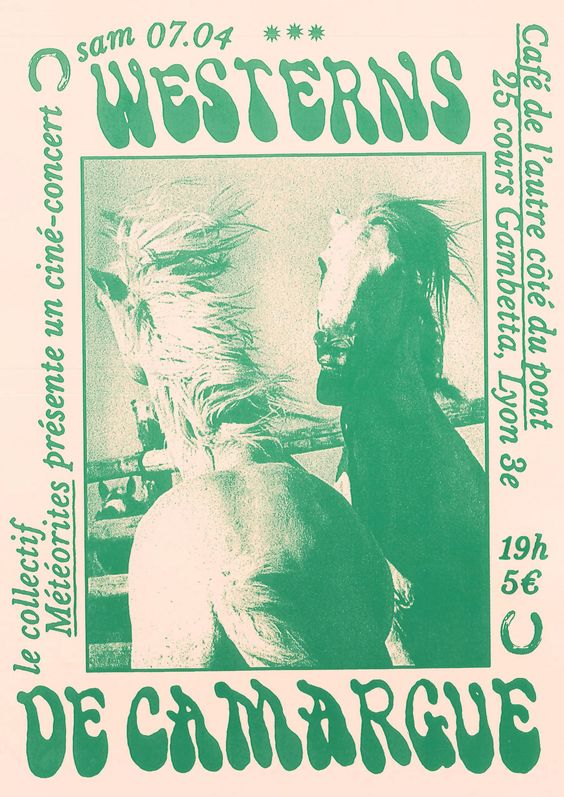 sam 07.04
WESTERNS
le collectif
Météorites présente un ciné-concert
Café de l'autre côté du pont
25 cours Gambetta, Lyon 3e
19h
5€
DE CAMARGUE